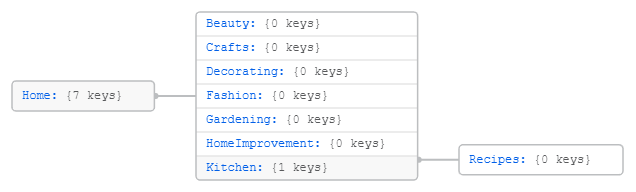 Home: {7 keys}
Beauty: {0 keys}
Crafts: {0 keys}
Decorating: {0 keys}
Fashion: {0 keys}
Gardening: {0 keys}
HomeImprovement: {0 keys}
Kitchen: {1 keys}
Recipes: {0 keys}